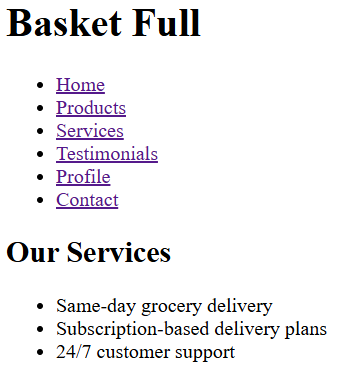 Basket Full
Home
Products
Services
Testimonials
Profile
Contact
Our Services
Same-day grocery delivery
Subscription-based delivery plans
24/7 customer support